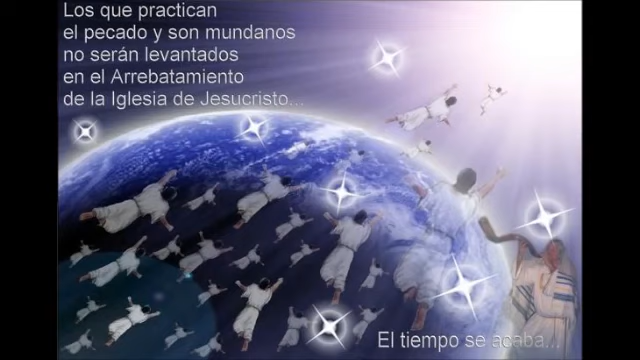 Los que practican
el pecado y son mundanos
no serán levantados
en el Arrebatamiento
de la Iglesia de Jesucristo...
El tiempo se acaba...